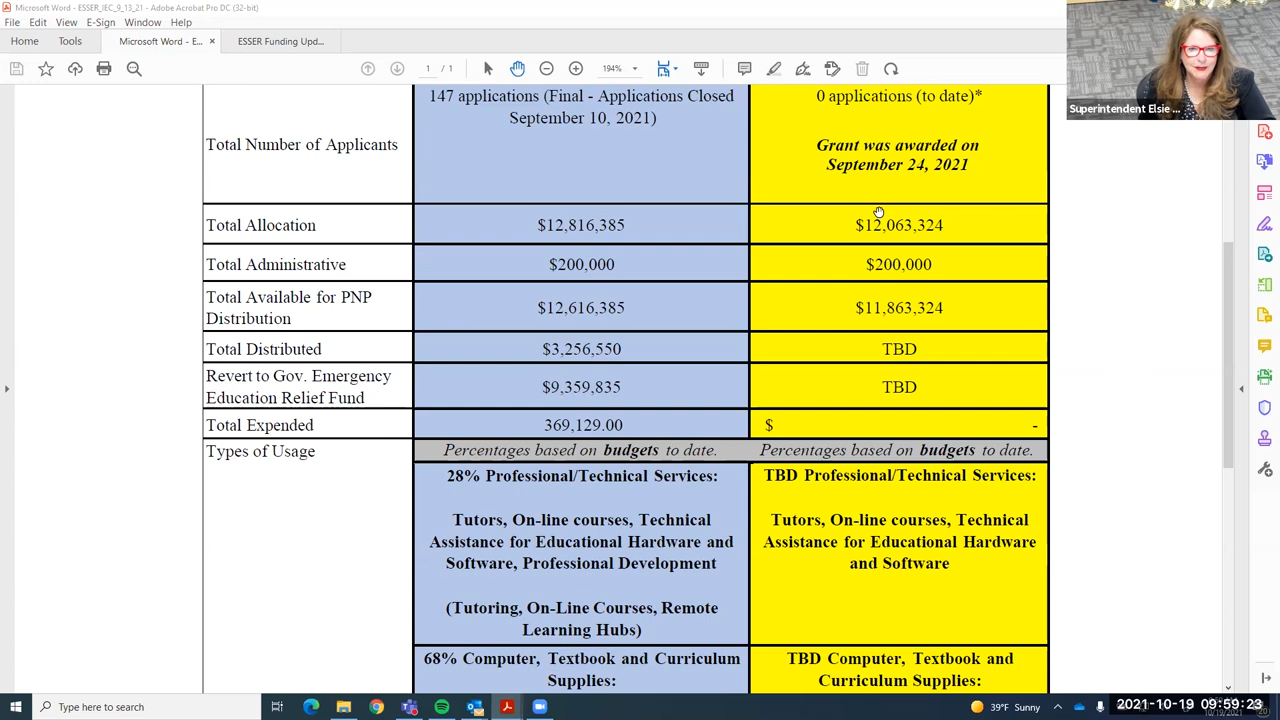 Microsoft Word - ESSER_IEC_9_13_21 - Adobe Acrobat Pro DC (32-bit)
File Edit View E-Sign Window Help
Home Tools Microsoft Word - E... × ESSER Funding Upd...
1 1 194%
Superintendent Elsie ...
147 applications (Final - Applications Closed
September 10, 2021)
0 applications (to date)*
Total Number of Applicants
Grant was awarded on
September 24, 2021
Total Allocation $12,816,385 $12,063,324
Total Administrative $200,000 $200,000
Total Available for PNP
Distribution $12,616,385 $11,863,324
Total Distributed $3,256,550 TBD
Revert to Gov. Emergency
Education Relief Fund $9,359,835 TBD
Total Expended 369,129.00 $ -
Types of Usage Percentages based on budgets to date. Percentages based on budgets to date.
28% Professional/Technical Services:
Tutors, On-line courses, Technical
Assistance for Educational Hardware and
Software, Professional Development
(Tutoring, On-Line Courses, Remote
Learning Hubs)
TBD Professional/Technical Services:
Tutors, On-line courses, Technical
Assistance for Educational Hardware
and Software
68% Computer, Textbook and Curriculum
Supplies:
TBD Computer, Textbook and
Curriculum Supplies:
Type here to search
39°F Sunny
2021-10-19 09:59:23
10/19/2021